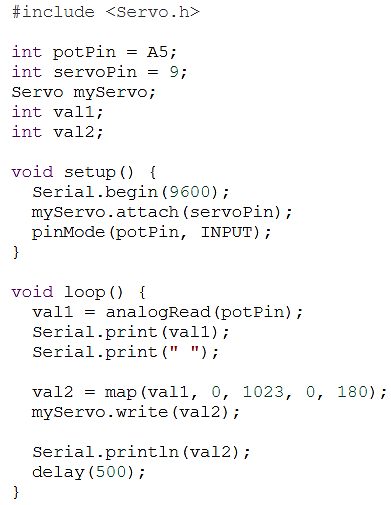 #include <Servo.h>

int potPin = A5;
int servoPin = 9;
Servo myServo;
int val1;
int val2;

void setup() {
  Serial.begin(9600);
  myServo.attach(servoPin);
  pinMode(potPin, INPUT);
}

void loop() {
  val1 = analogRead(potPin);
  Serial.print(val1);
  Serial.print(" ");

  val2 = map(val1, 0, 1023, 0, 180);
  myServo.write(val2);

  Serial.println(val2);
  delay(500);
}